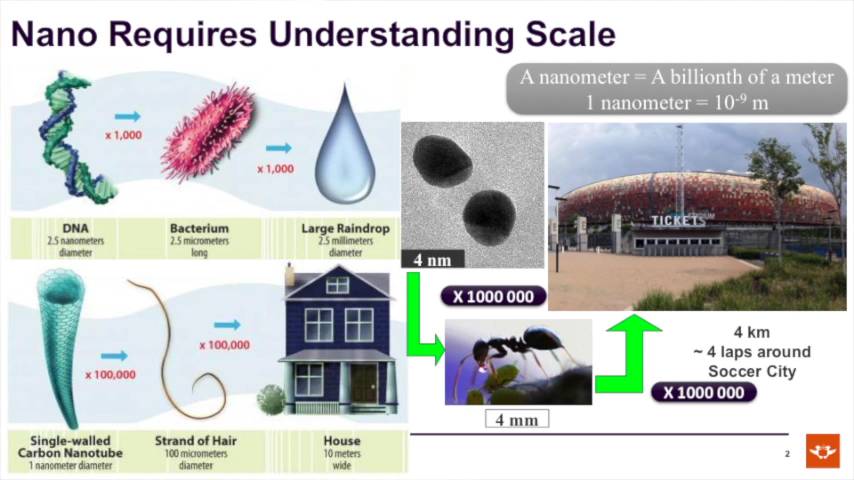 Nano Requires Understanding Scale
A nanometer = A billionth of a meter
1 nanometer = 10⁻⁹ m
x 1,000
x 1,000
DNA
2.5 nanometers
diameter
Bacterium
2.5 micrometers
long
Large Raindrop
2.5 millimeters
diameter
x 100,000
x 100,000
Single-walled
Carbon Nanotube
1 nanometer diameter
Strand of Hair
100 micrometers
diameter
House
10 meters
wide
4 nm
X 1000 000
4 mm
TICKETS
STADIUM
4 km
~ 4 laps around
Soccer City
X 1000 000
2